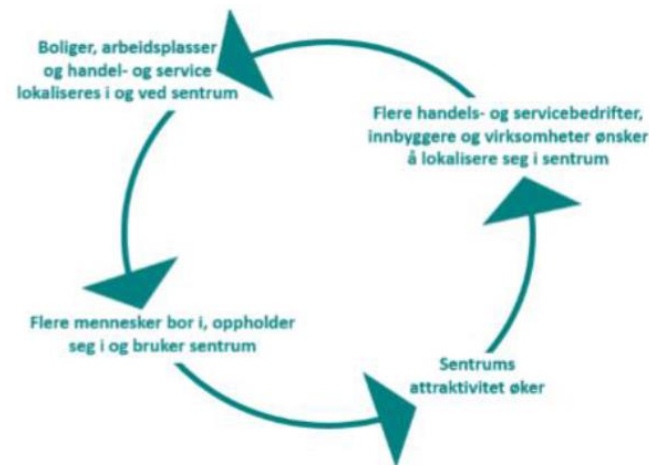 Boliger, arbeidsplasser
og handel- og service
lokaliseres i og ved sentrum
Flere handels- og servicebedrifter,
innbyggere og virksomheter ønsker
å lokalisere seg i sentrum
Flere mennesker bor i, oppholder
seg i og bruker sentrum
Sentrums
attraktivitet øker